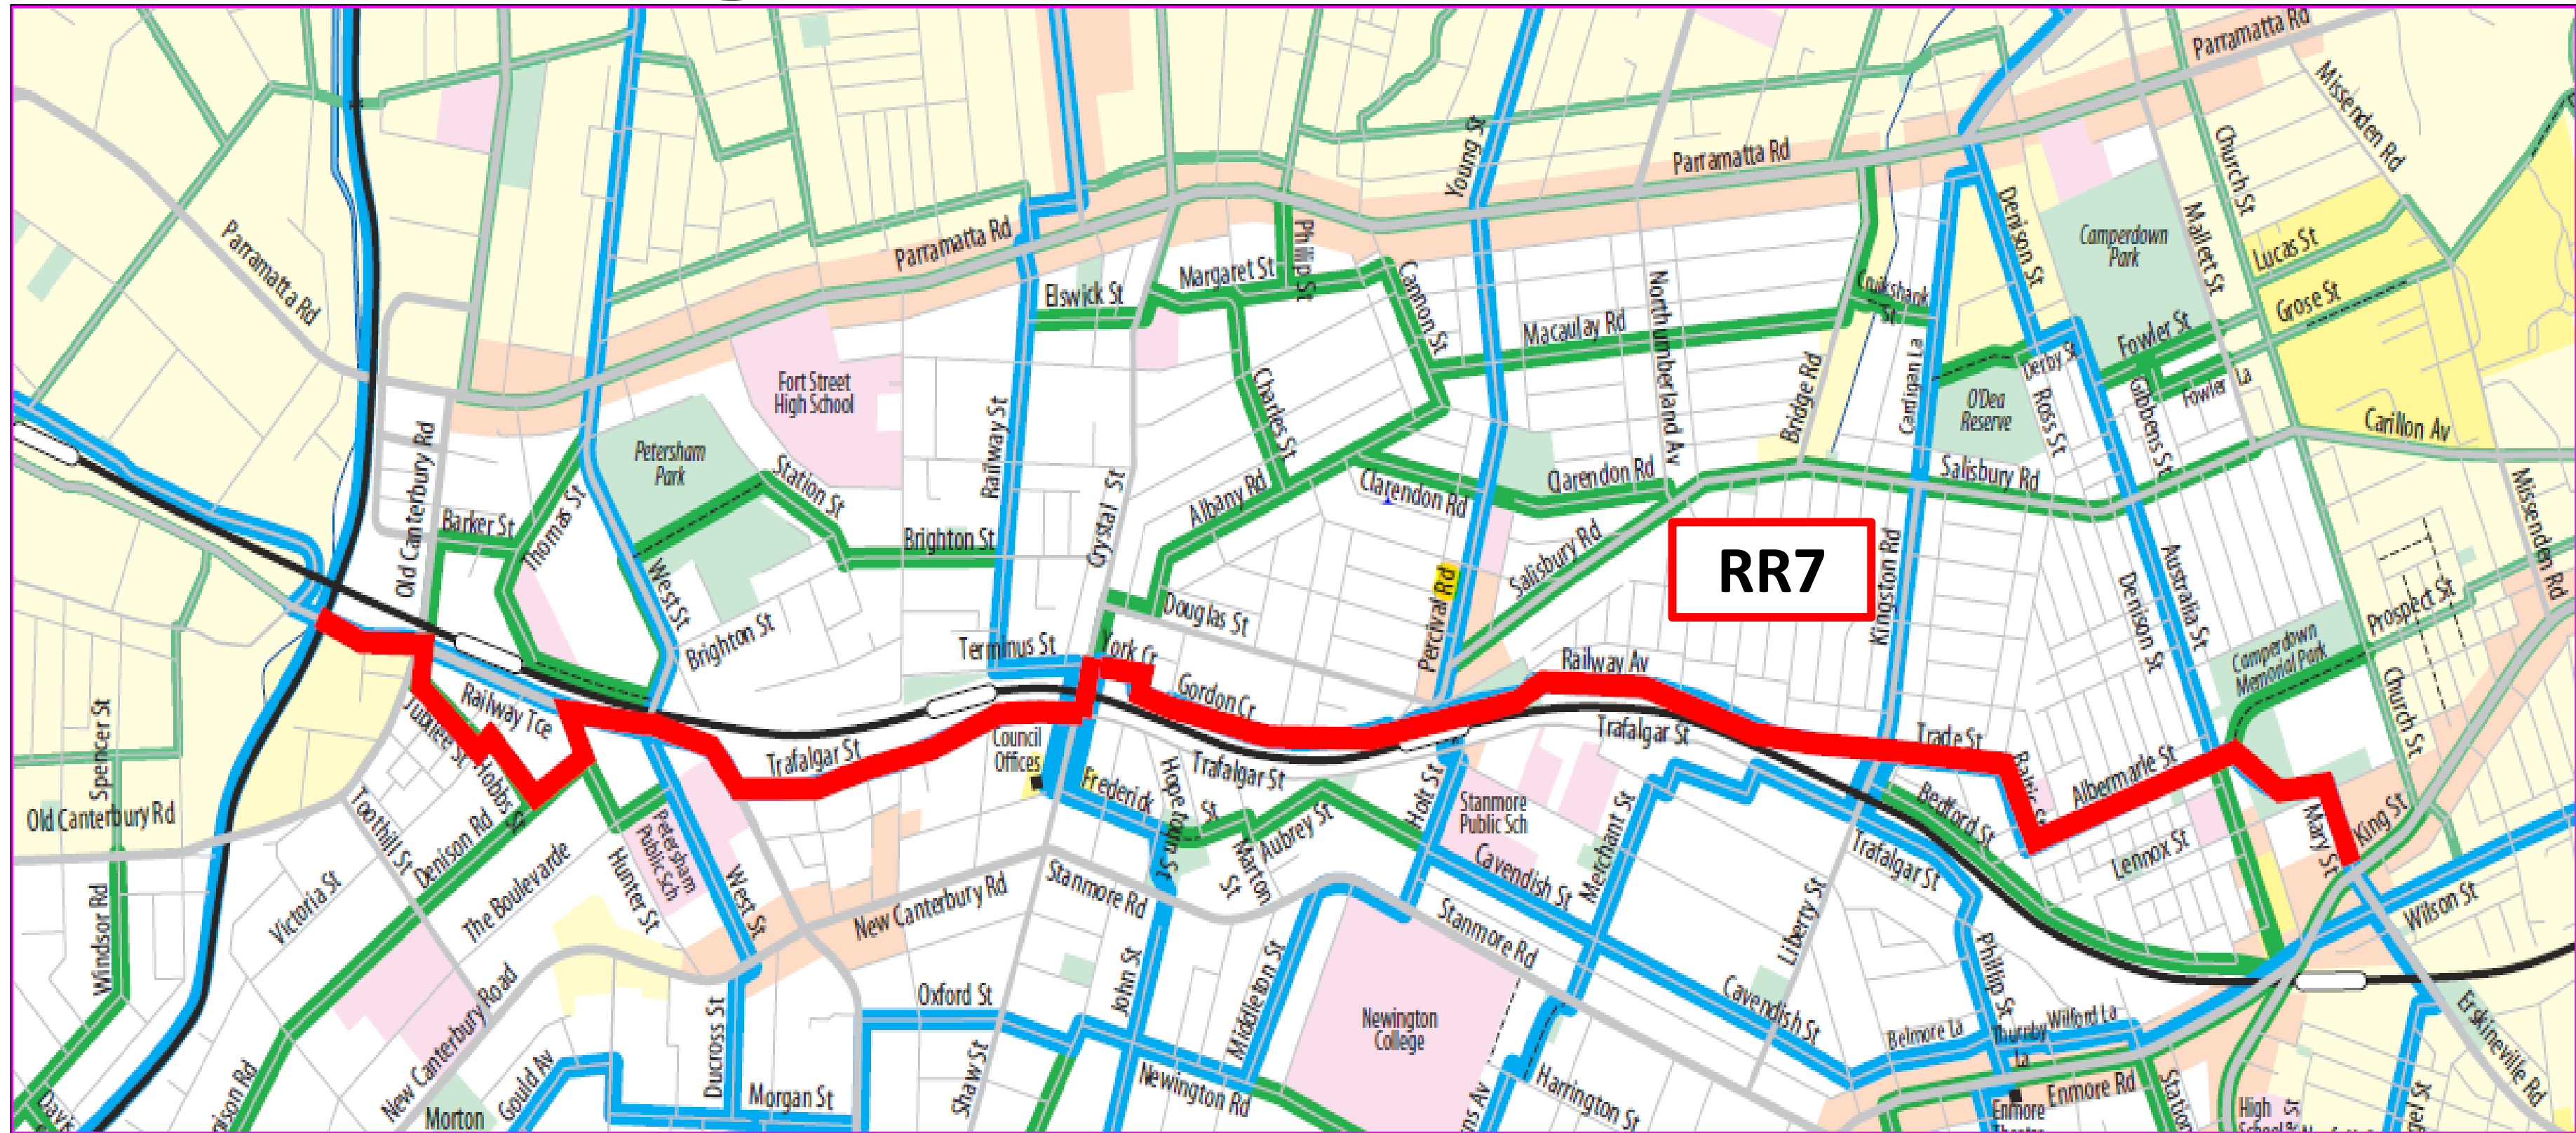 Parramatta Rd
Missenden Rd
Church St
Young St
Parramatta Rd
Denison St
Mallett St
Camperdown
Park
Lucas St
Grose St
Parramatta Rd
Parramatta Rd
Phillip St
Margaret St
Elswick St
Cannon St
Northumberland Av
Cruikshank
St
Macaulay Rd
Fowler St
Derby St
Fowler La
Gibbens St
Ross St
O'Dea
Reserve
Cardigan La
Bridge Rd
Carillon Av
Fort Street
High School
Charles St
Railway St
Old Canterbury Rd
Petersham
Park
Station St
Crystal St
Albany Rd
Clarendon Rd
Clarendon Rd
Salisbury Rd
Missenden Rd
Barker St
Thomas St
Brighton St
RR7
Salisbury Rd
Kingston Rd
Australia St
Denison St
West St
Percival Rd
Douglas St
Prospect St
Brighton St
Terminus St
York Cr
Gordon Cr
Railway Av
Camperdown
Memorial Park
Church St
Spencer St
Railway Tce
Jubilee St
Trafalgar St
Council
Offices
Trafalgar St
Trafalgar St
Trade St
Baltic St
Albermarle St
Hobbs St
Frederick
Hope St
John St
Holt St
Stanmore
Public Sch
Merchant St
Bedford St
Mary St
King St
Old Canterbury Rd
Toothill St
Denison Rd
Petersham
Public Sch
Aubrey St
Marton
St
Cavendish St
Trafalgar St
Lennox St
The Boulevarde
Hunter St
West St
New Canterbury Rd
Stanmore Rd
Stanmore Rd
Liberty St
Wilson St
Windsor Rd
Victoria St
New Canterbury Road
Ducross St
Oxford St
John St
Middleton St
Newington
College
Cavendish St
Phillip St
Belmore La
Thurnby
La
Wilford La
Erskineville Rd
Gould Av
Morgan St
Shaw St
Newington Rd
Harrington St
Enmore Rd
Enmore
Station
High
Morton